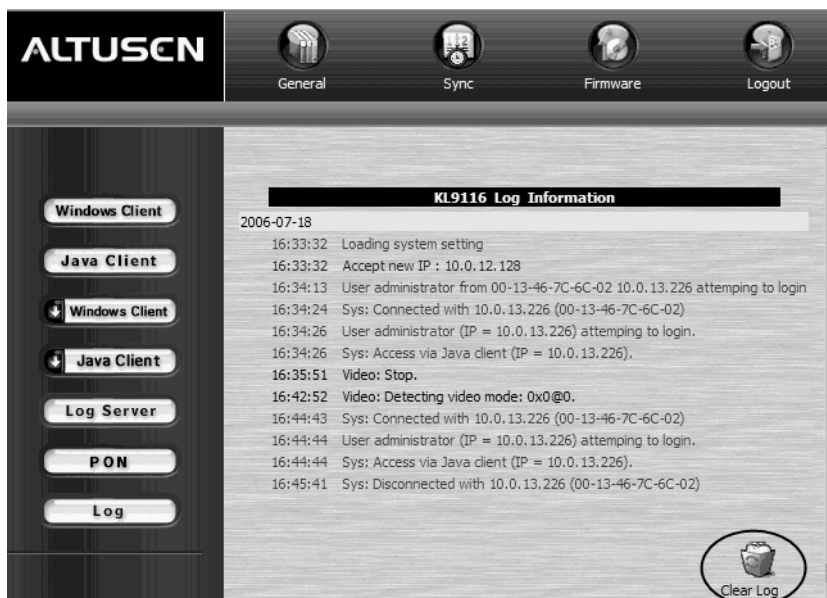 ALTUSEN
General
Sync
Firmware
Logout
Windows Client
Java Client
Windows Client
Java Client
Log Server
PON
Log
KL9116 Log Information
2006-07-18
16:33:32 Loading system setting
16:33:32 Accept new IP : 10.0.12.128
16:34:13 User administrator from 00-13-46-7C-6C-02 10.0.13.226 attemping to login
16:34:24 Sys: Connected with 10.0.13.226 (00-13-46-7C-6C-02)
16:34:26 User administrator (IP = 10.0.13.226) attemping to login.
16:34:26 Sys: Access via Java client (IP = 10.0.13.226).
16:35:51 Video: Stop.
16:42:52 Video: Detecting video mode: 0x0@0.
16:44:43 Sys: Connected with 10.0.13.226 (00-13-46-7C-6C-02)
16:44:44 User administrator (IP = 10.0.13.226) attemping to login.
16:44:44 Sys: Access via Java client (IP = 10.0.13.226).
16:45:41 Sys: Disconnected with 10.0.13.226 (00-13-46-7C-6C-02)
Clear Log